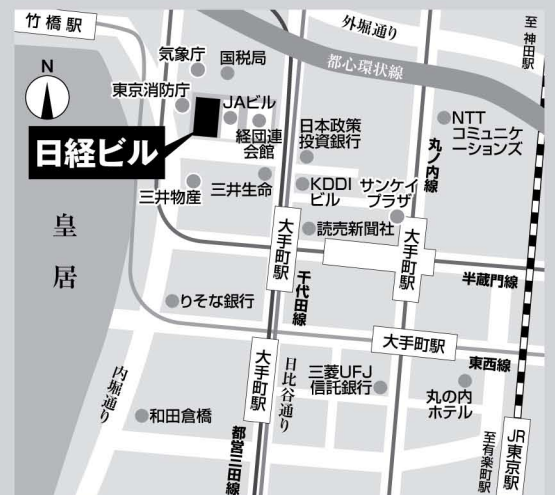 竹橋駅
外堀通り
至神田駅
気象庁
国税局
都心環状線
N
東京消防庁
JAビル
NTT
コミュニケ
ーションズ
経団連
会館
日本政策
投資銀行
丸ノ内線
日経ビル
三井物産
三井生命
KDDI
ビル
サンケイ
プラザ
皇居
大手町駅
読売新聞社
大手町駅
半蔵門線
千代田線
りそな銀行
大手町駅
東西線
大手町駅
日比谷通り
三菱UFJ
信託銀行
丸の内
ホテル
内堀通り
和田倉橋
都営三田線
至有楽町駅
JR東京駅